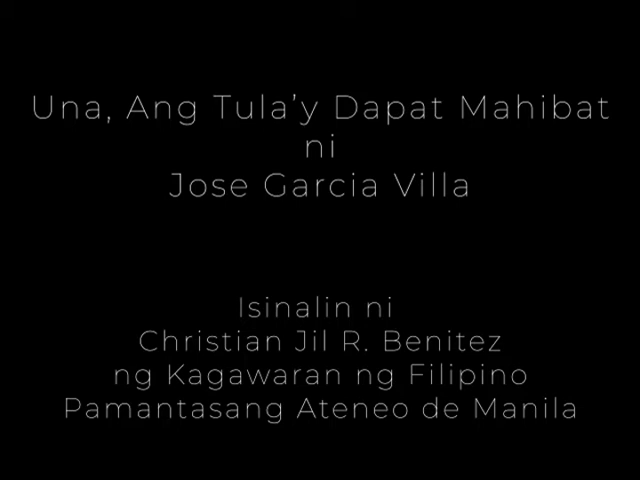 Una, Ang Tula’y Dapat Mahibat
ni
Jose Garcia Villa
Isinalin ni
Christian Jil R. Benitez
ng Kagawaran ng Filipino
Pamantasang Ateneo de Manila